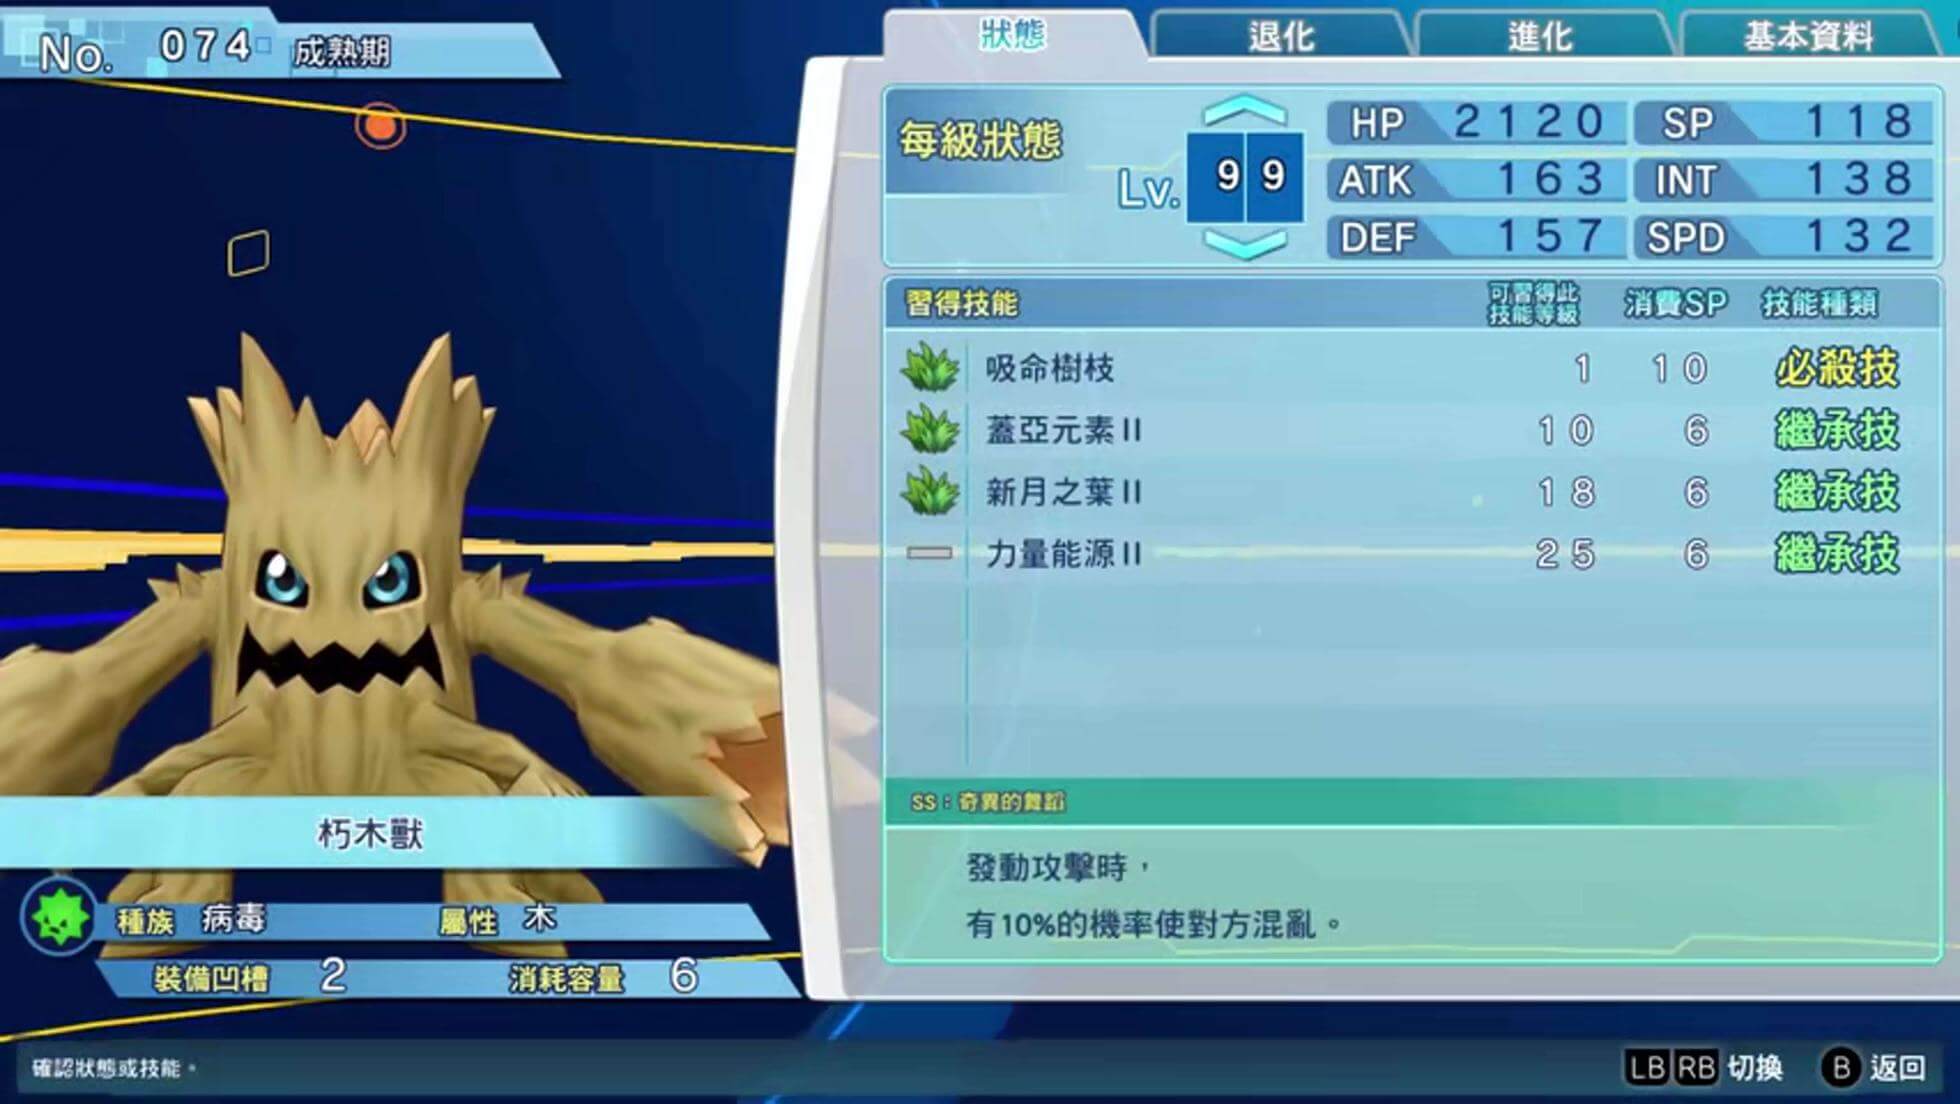 No. 074 成熟期
狀態 退化 進化 基本資料
每級狀態
Lv. 99
HP 2120 SP 118
ATK 163 INT 138
DEF 157 SPD 132
習得技能 可習得此技能等級 消費SP 技能種類
吸命樹枝 1 10 必殺技
蓋亞元素II 10 6 繼承技
新月之葉II 18 6 繼承技
力量能源II 25 6 繼承技
SS：奇異的舞蹈
發動攻擊時，
有10%的機率使對方混亂。
朽木獸
種族 病毒 屬性 木
裝備凹槽 2 消耗容量 6
確認狀態或技能。
LB RB 切換 B 返回